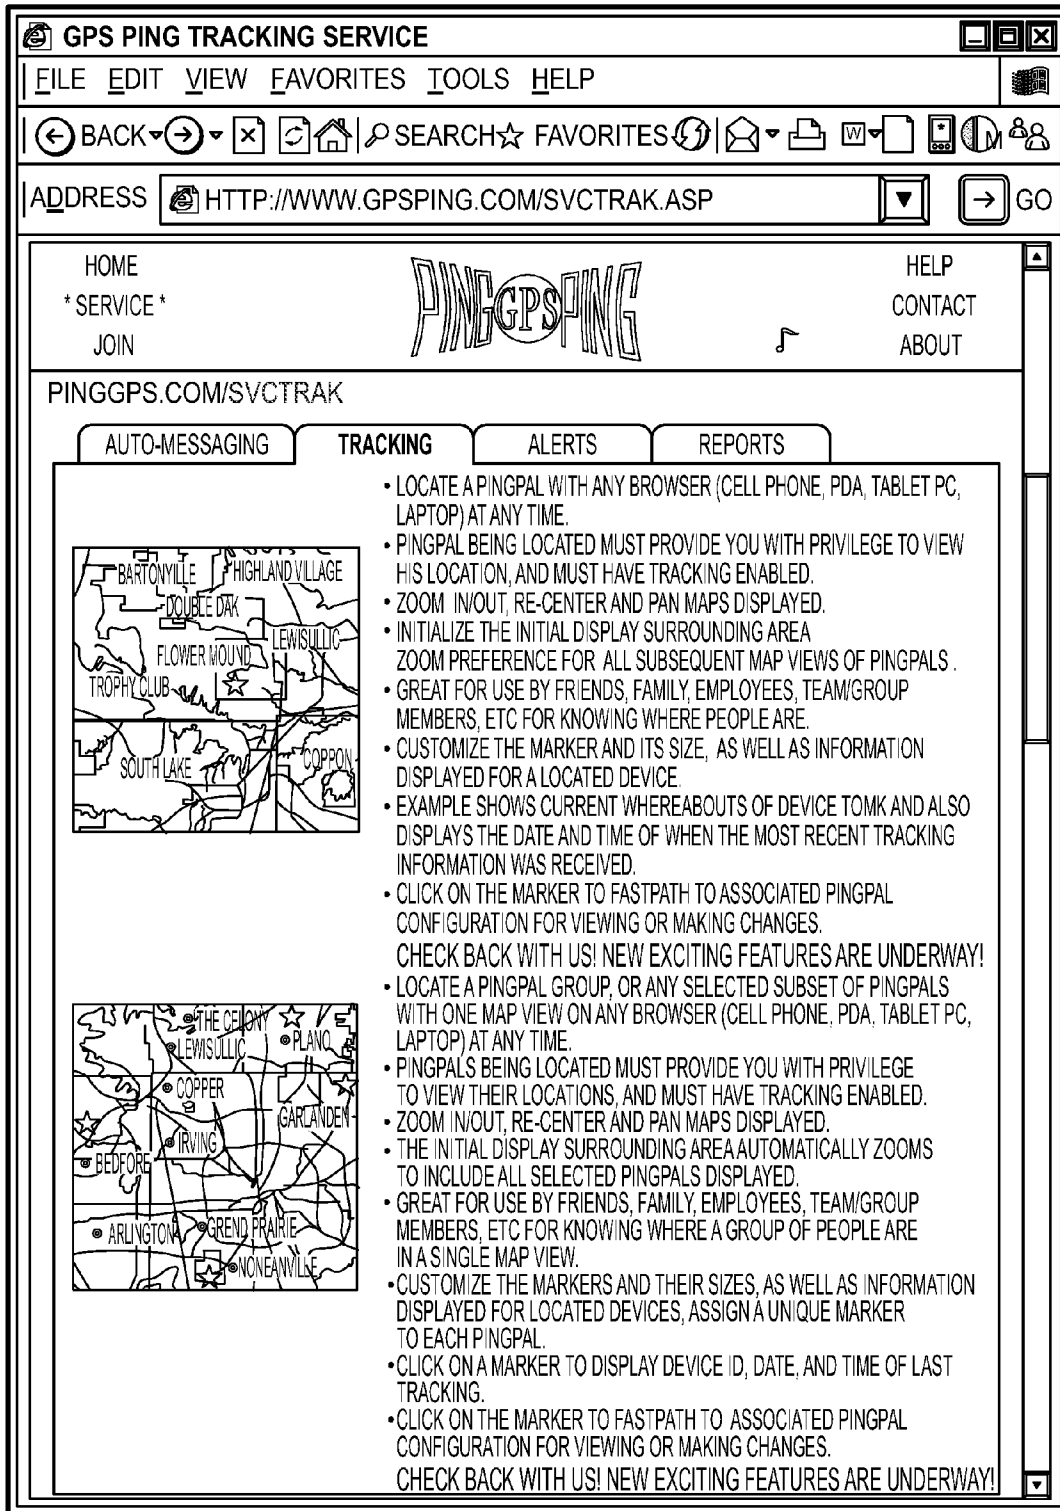 GPS PING TRACKING SERVICE
FILE EDIT VIEW FAVORITES TOOLS HELP
BACK SEARCH FAVORITES W M
ADDRESS HTTP://WWW.GPSPING.COM/SVCTRAK.ASP GO
HOME
* SERVICE *
JOIN
PING GPS PING
HELP
CONTACT
ABOUT
PINGGPS.COM/SVCTRAK
AUTO-MESSAGING TRACKING ALERTS REPORTS
BARTONVILLE HIGHLAND VILLAGE
DOUBLE DAK
FLOWER MOUND LEWISULLIC
TROPHY CLUB
SOUTH LAKE COPPON
• LOCATE A PINGPAL WITH ANY BROWSER (CELL PHONE, PDA, TABLET PC,
LAPTOP) AT ANY TIME.
• PINGPAL BEING LOCATED MUST PROVIDE YOU WITH PRIVILEGE TO VIEW
HIS LOCATION, AND MUST HAVE TRACKING ENABLED.
• ZOOM IN/OUT, RE-CENTER AND PAN MAPS DISPLAYED.
• INITIALIZE THE INITIAL DISPLAY SURROUNDING AREA
ZOOM PREFERENCE FOR ALL SUBSEQUENT MAP VIEWS OF PINGPALS .
• GREAT FOR USE BY FRIENDS, FAMILY, EMPLOYEES, TEAM/GROUP
MEMBERS, ETC FOR KNOWING WHERE PEOPLE ARE.
• CUSTOMIZE THE MARKER AND ITS SIZE, AS WELL AS INFORMATION
DISPLAYED FOR A LOCATED DEVICE.
• EXAMPLE SHOWS CURRENT WHEREABOUTS OF DEVICE TOMK AND ALSO
DISPLAYS THE DATE AND TIME OF WHEN THE MOST RECENT TRACKING
INFORMATION WAS RECEIVED.
• CLICK ON THE MARKER TO FASTPATH TO ASSOCIATED PINGPAL
CONFIGURATION FOR VIEWING OR MAKING CHANGES.
CHECK BACK WITH US! NEW EXCITING FEATURES ARE UNDERWAY!
THE CELONY
LEWISULLIC PLANO
COPPER
GARLANDEN
IRVING
BEDFORE
ARLINGTON GREND PRAIRIE
NONEANVILLE
• LOCATE A PINGPAL GROUP, OR ANY SELECTED SUBSET OF PINGPALS
WITH ONE MAP VIEW ON ANY BROWSER (CELL PHONE, PDA, TABLET PC,
LAPTOP) AT ANY TIME.
• PINGPALS BEING LOCATED MUST PROVIDE YOU WITH PRIVILEGE
TO VIEW THEIR LOCATIONS, AND MUST HAVE TRACKING ENABLED.
• ZOOM IN/OUT, RE-CENTER AND PAN MAPS DISPLAYED.
• THE INITIAL DISPLAY SURROUNDING AREA AUTOMATICALLY ZOOMS
TO INCLUDE ALL SELECTED PINGPALS DISPLAYED.
• GREAT FOR USE BY FRIENDS, FAMILY, EMPLOYEES, TEAM/GROUP
MEMBERS, ETC FOR KNOWING WHERE A GROUP OF PEOPLE ARE
IN A SINGLE MAP VIEW.
• CUSTOMIZE THE MARKERS AND THEIR SIZES, AS WELL AS INFORMATION
DISPLAYED FOR LOCATED DEVICES, ASSIGN A UNIQUE MARKER
TO EACH PINGPAL.
• CLICK ON A MARKER TO DISPLAY DEVICE ID, DATE, AND TIME OF LAST
TRACKING.
• CLICK ON THE MARKER TO FASTPATH TO ASSOCIATED PINGPAL
CONFIGURATION FOR VIEWING OR MAKING CHANGES.
CHECK BACK WITH US! NEW EXCITING FEATURES ARE UNDERWAY!